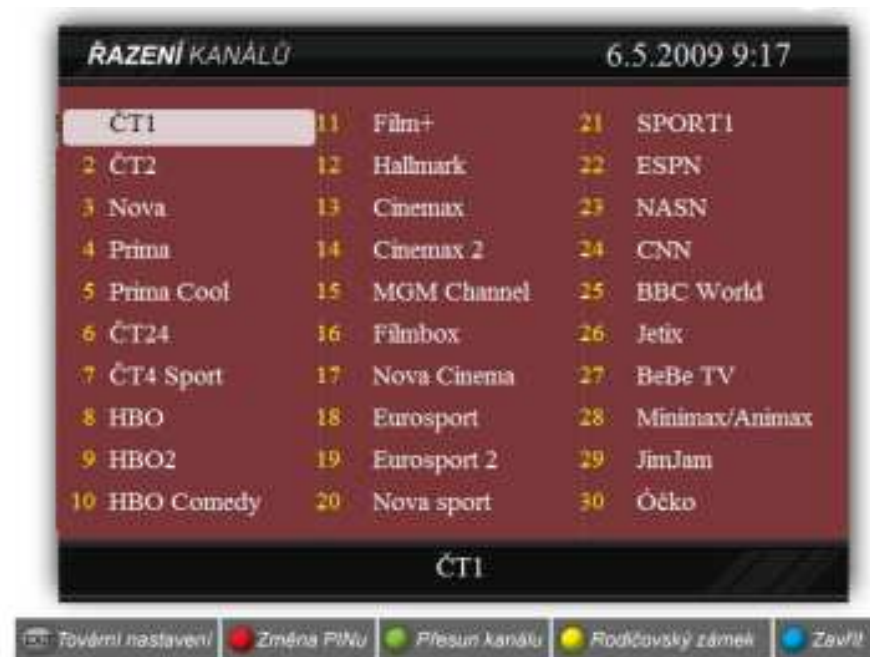 ŘAZENÍ KANÁLŮ
6.5.2009 9:17
ČT1
2 ČT2
3 Nova
4 Prima
5 Prima Cool
6 ČT24
7 ČT4 Sport
8 HBO
9 HBO2
10 HBO Comedy
11 Film+
12 Hallmark
13 Cinemax
14 Cinemax 2
15 MGM Channel
16 Filmbox
17 Nova Cinema
18 Eurosport
19 Eurosport 2
20 Nova sport
21 SPORT1
22 ESPN
23 NASN
24 CNN
25 BBC World
26 Jetix
27 BeBe TV
28 Minimax/Animax
29 JimJam
30 Óčko
ČT1
EXIT Tovární nastavení Změna PINu Přesun kanálu Rodičovský zámek Zavřít